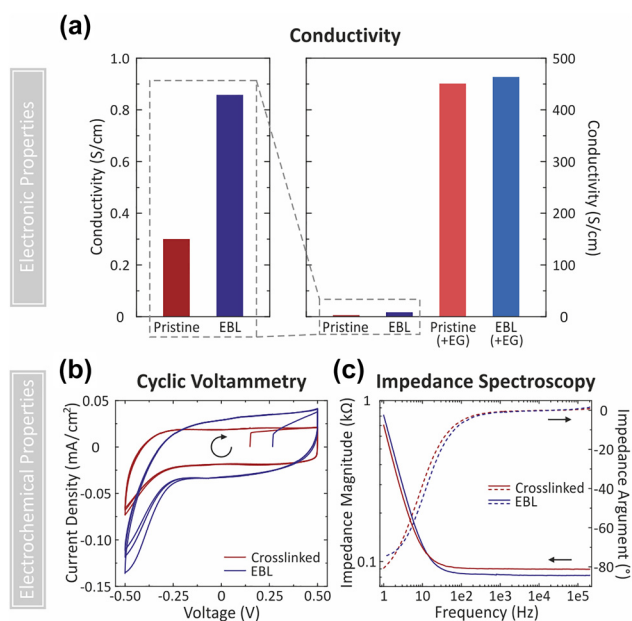 (a)
Conductivity
Electronic Properties
Conductivity (S/cm)
1.0
0.8
0.6
0.4
0.2
0
Pristine
EBL
500
400
300
200
100
0
Conductivity (S/cm)
Pristine
EBL
Pristine
(+EG)
EBL
(+EG)
Electrochemical Properties
(b)
Cyclic Voltammetry
Current Density (mA/cm²)
0.05
0
-0.05
-0.10
-0.15
Crosslinked
EBL
-0.50
-0.25
0
0.25
0.50
Voltage (V)
(c)
Impedance Spectroscopy
Impedance Magnitude (kΩ)
1
0.1
Crosslinked
EBL
0
-20
-40
-60
-80
Impedance Argument (°)
1
10
10²
10³
10⁴
1e5
Frequency (Hz)